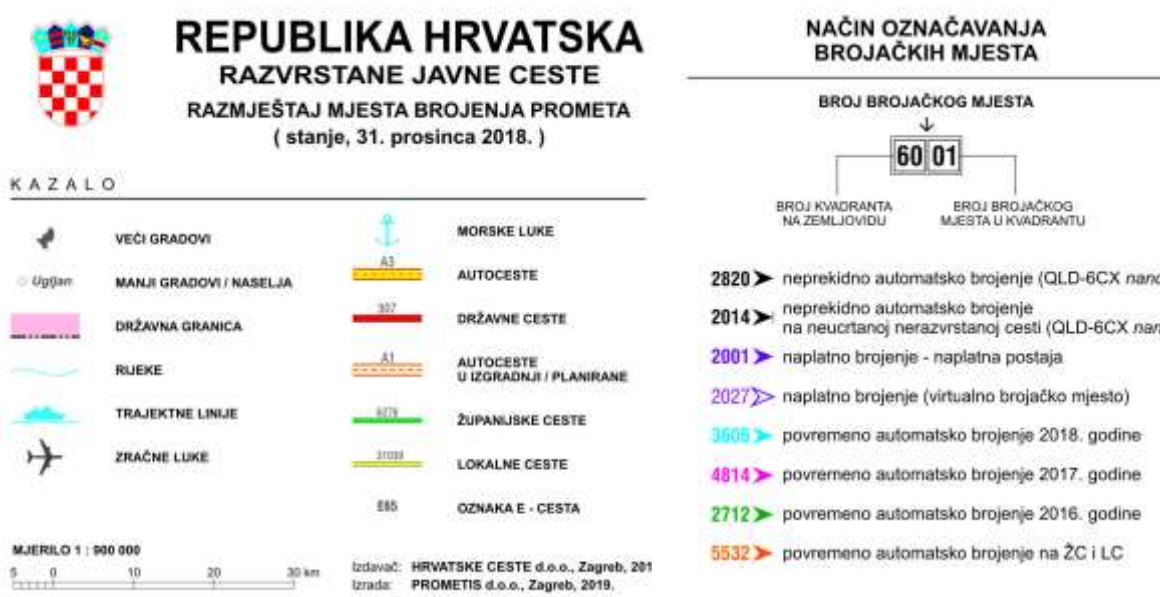 REPUBLIKA HRVATSKA
RAZVRSTANE JAVNE CESTE
RAZMJEŠTAJ MJESTA BROJENJA PROMETA
( stanje, 31. prosinca 2018. )
KAZALO
VEĆI GRADOVI
Ugljan
MANJI GRADOVI / NASELJA
DRŽAVNA GRANICA
RIJEKE
TRAJEKTNE LINIJE
ZRAČNE LUKE
MORSKE LUKE
A3
AUTOCESTE
307
DRŽAVNE CESTE
A1
AUTOCESTE
U IZGRADNJI / PLANIRANE
ŽUPANIJSKE CESTE
LOKALNE CESTE
E65
OZNAKA E - CESTA
MJERILO 1 : 900 000
5 0 10 20 30 km
Izdavač: HRVATSKE CESTE d.o.o., Zagreb, 201
Izrada: PROMETIS d.o.o., Zagreb, 2019.
NAČIN OZNAČAVANJA
BROJAČKIH MJESTA
BROJ BROJAČKOG MJESTA
60 01
BROJ KVADRANTA
NA ZEMLJOVIDU
BROJ BROJAČKOG
MJESTA U KVADRANTU
2820 neprekidno automatsko brojenje (QLD-6CX nano
2014 neprekidno automatsko brojenje
na neucrtanoj nerazvrstanoj cesti (QLD-6CX nan
2001 naplatno brojenje - naplatna postaja
2027 naplatno brojenje (virtualno brojačko mjesto)
3605 povremeno automatsko brojenje 2018. godine
4814 povremeno automatsko brojenje 2017. godine
2712 povremeno automatsko brojenje 2016. godine
5532 povremeno automatsko brojenje na ŽC i LC